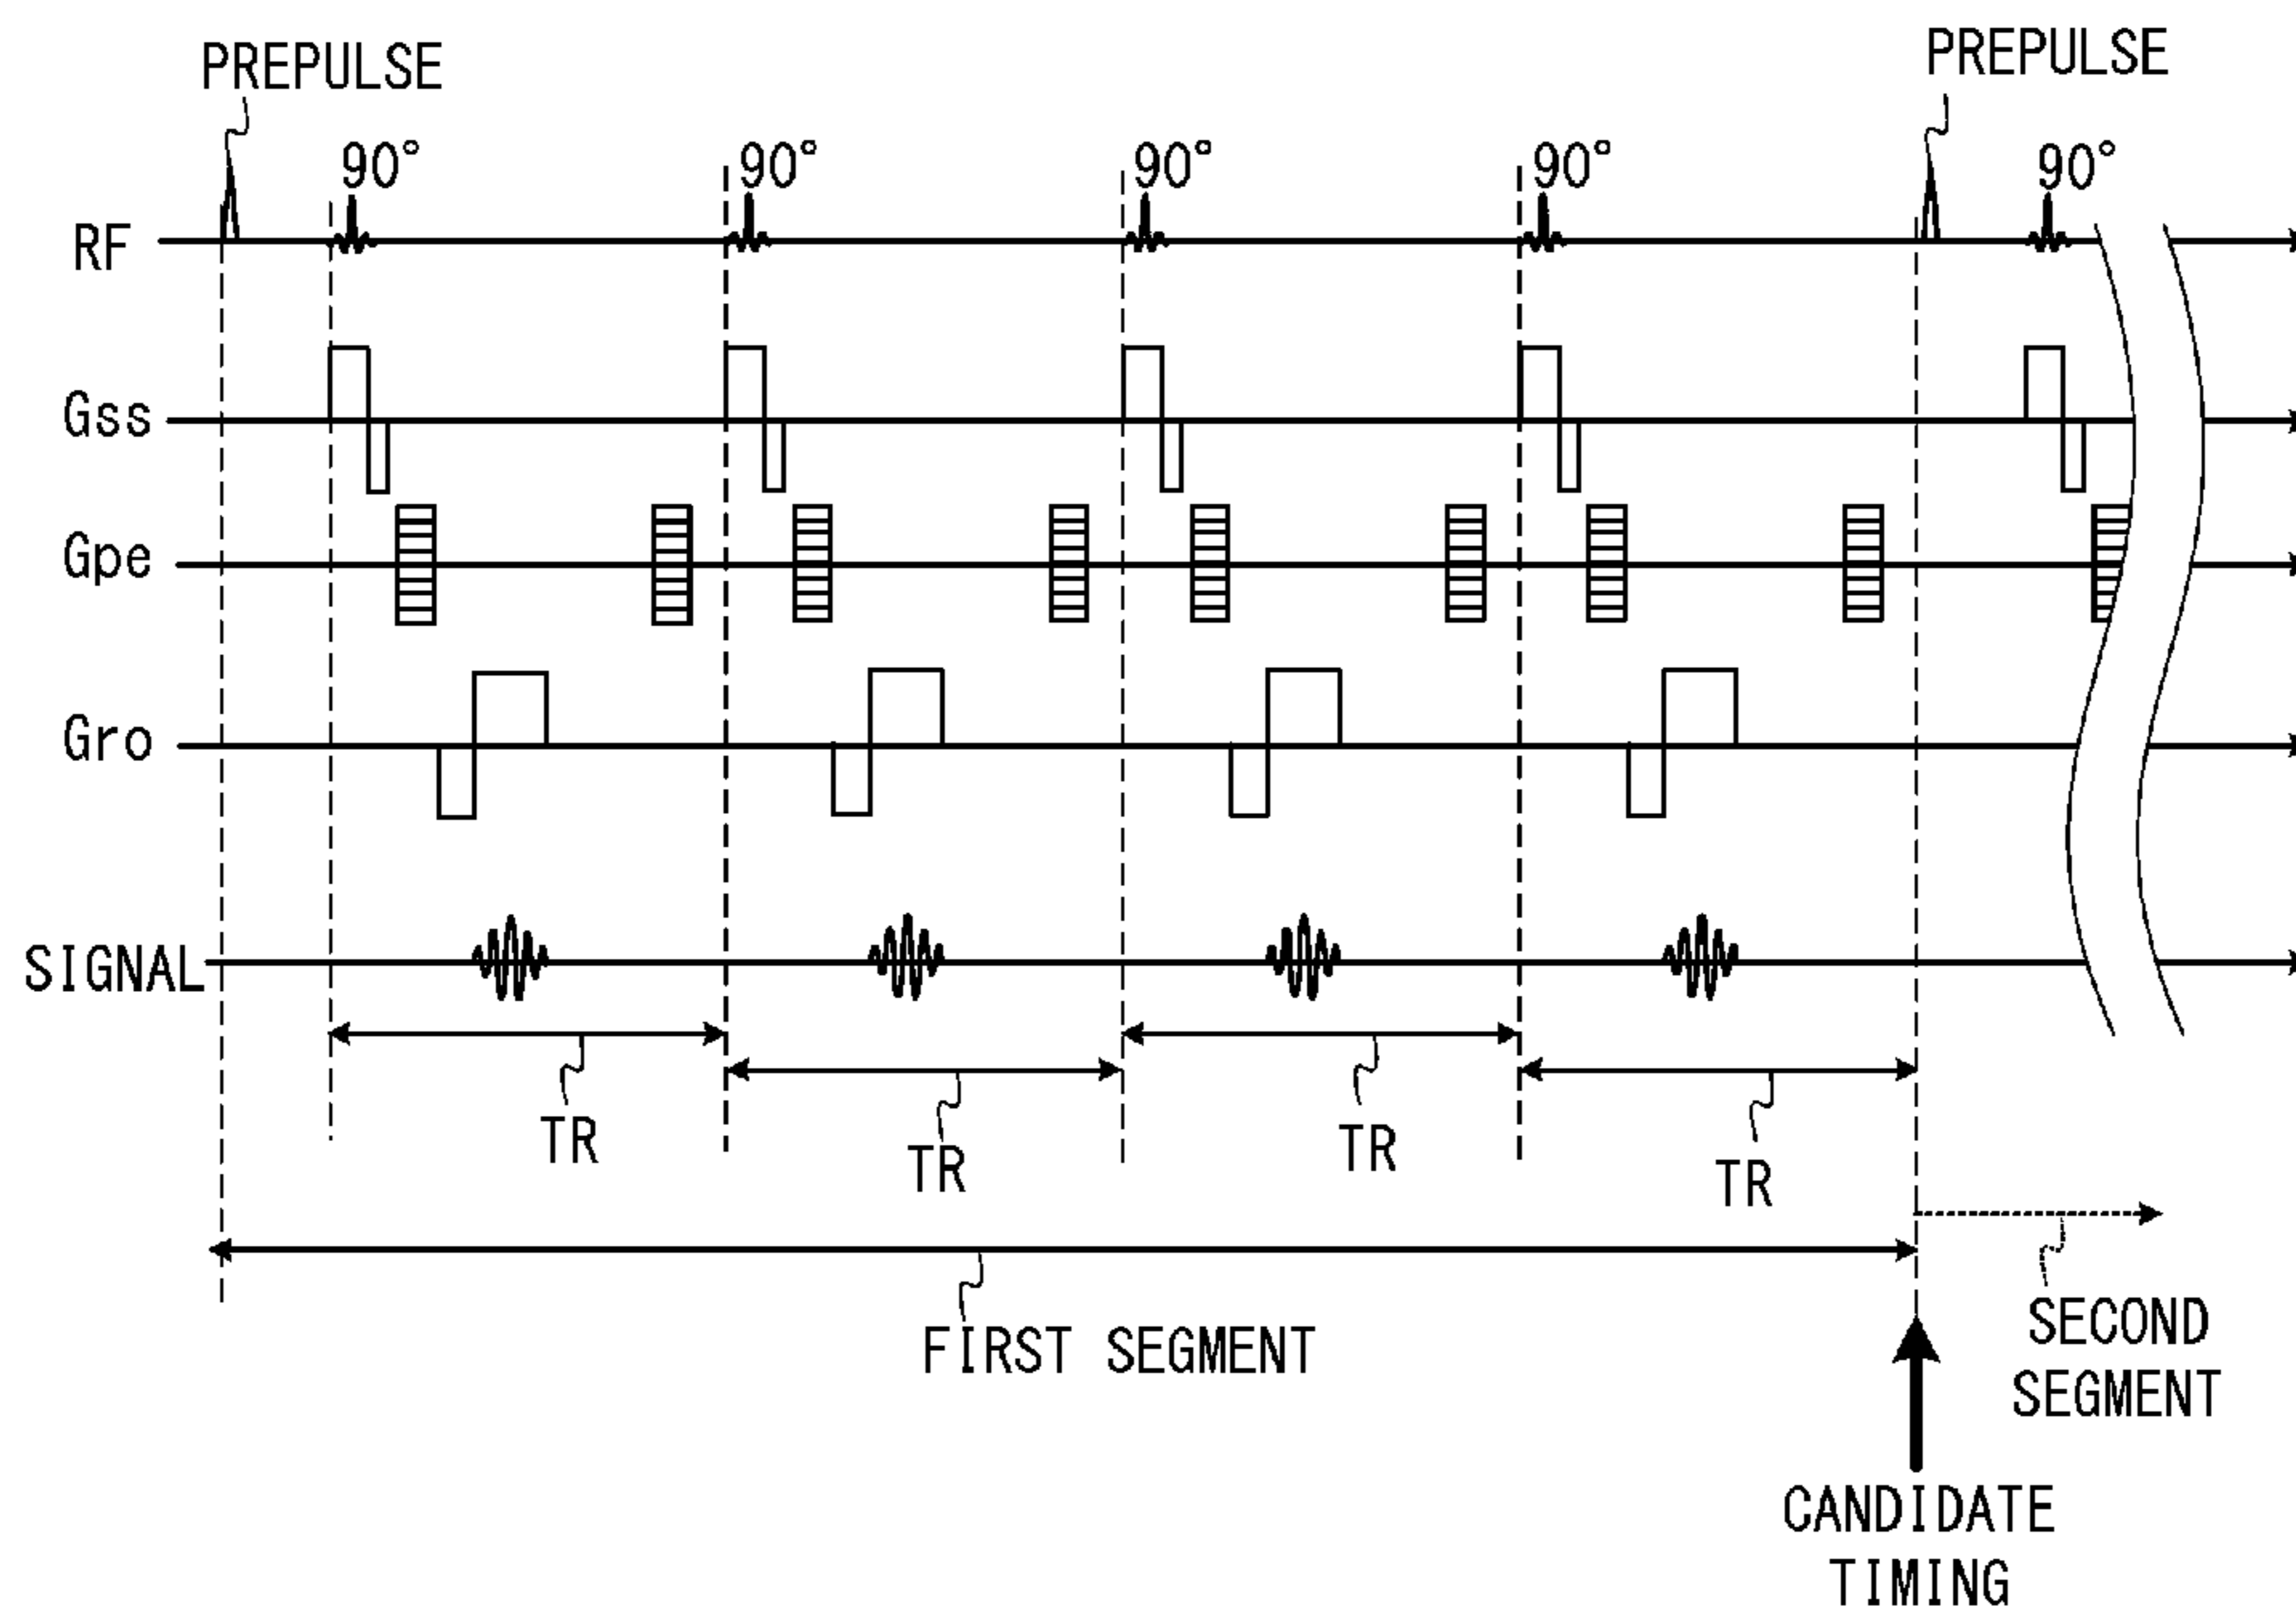 PREPULSE
PREPULSE
90°
90°
90°
90°
90°
RF
Gss
Gpe
Gro
SIGNAL
TR
TR
TR
TR
FIRST SEGMENT
SECOND
SEGMENT
CANDIDATE
TIMING